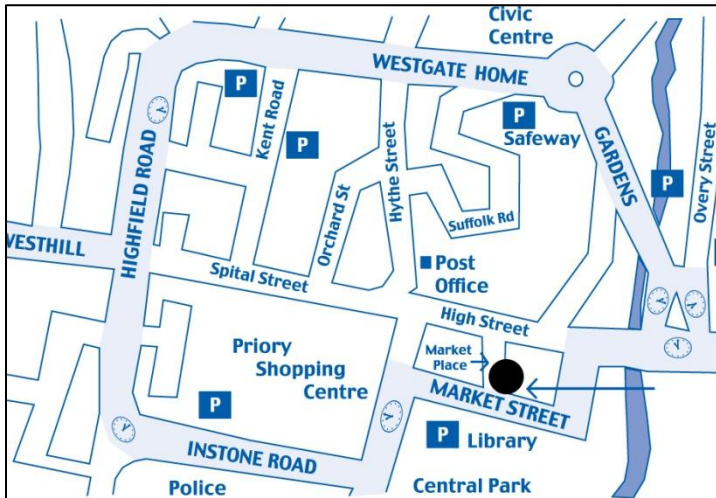 Civic
Centre
WESTGATE HOME
P
Kent Road
P
P
Safeway
GARDENS
P
Overy Street
HIGHFIELD ROAD
Orchard St
Hythe Street
Suffolk Rd
WESTHILL
Spital Street
Post
Office
High Street
Priory
Shopping
Centre
Market
Place
P
MARKET STREET
P
Library
INSTONE ROAD
Police
Central Park